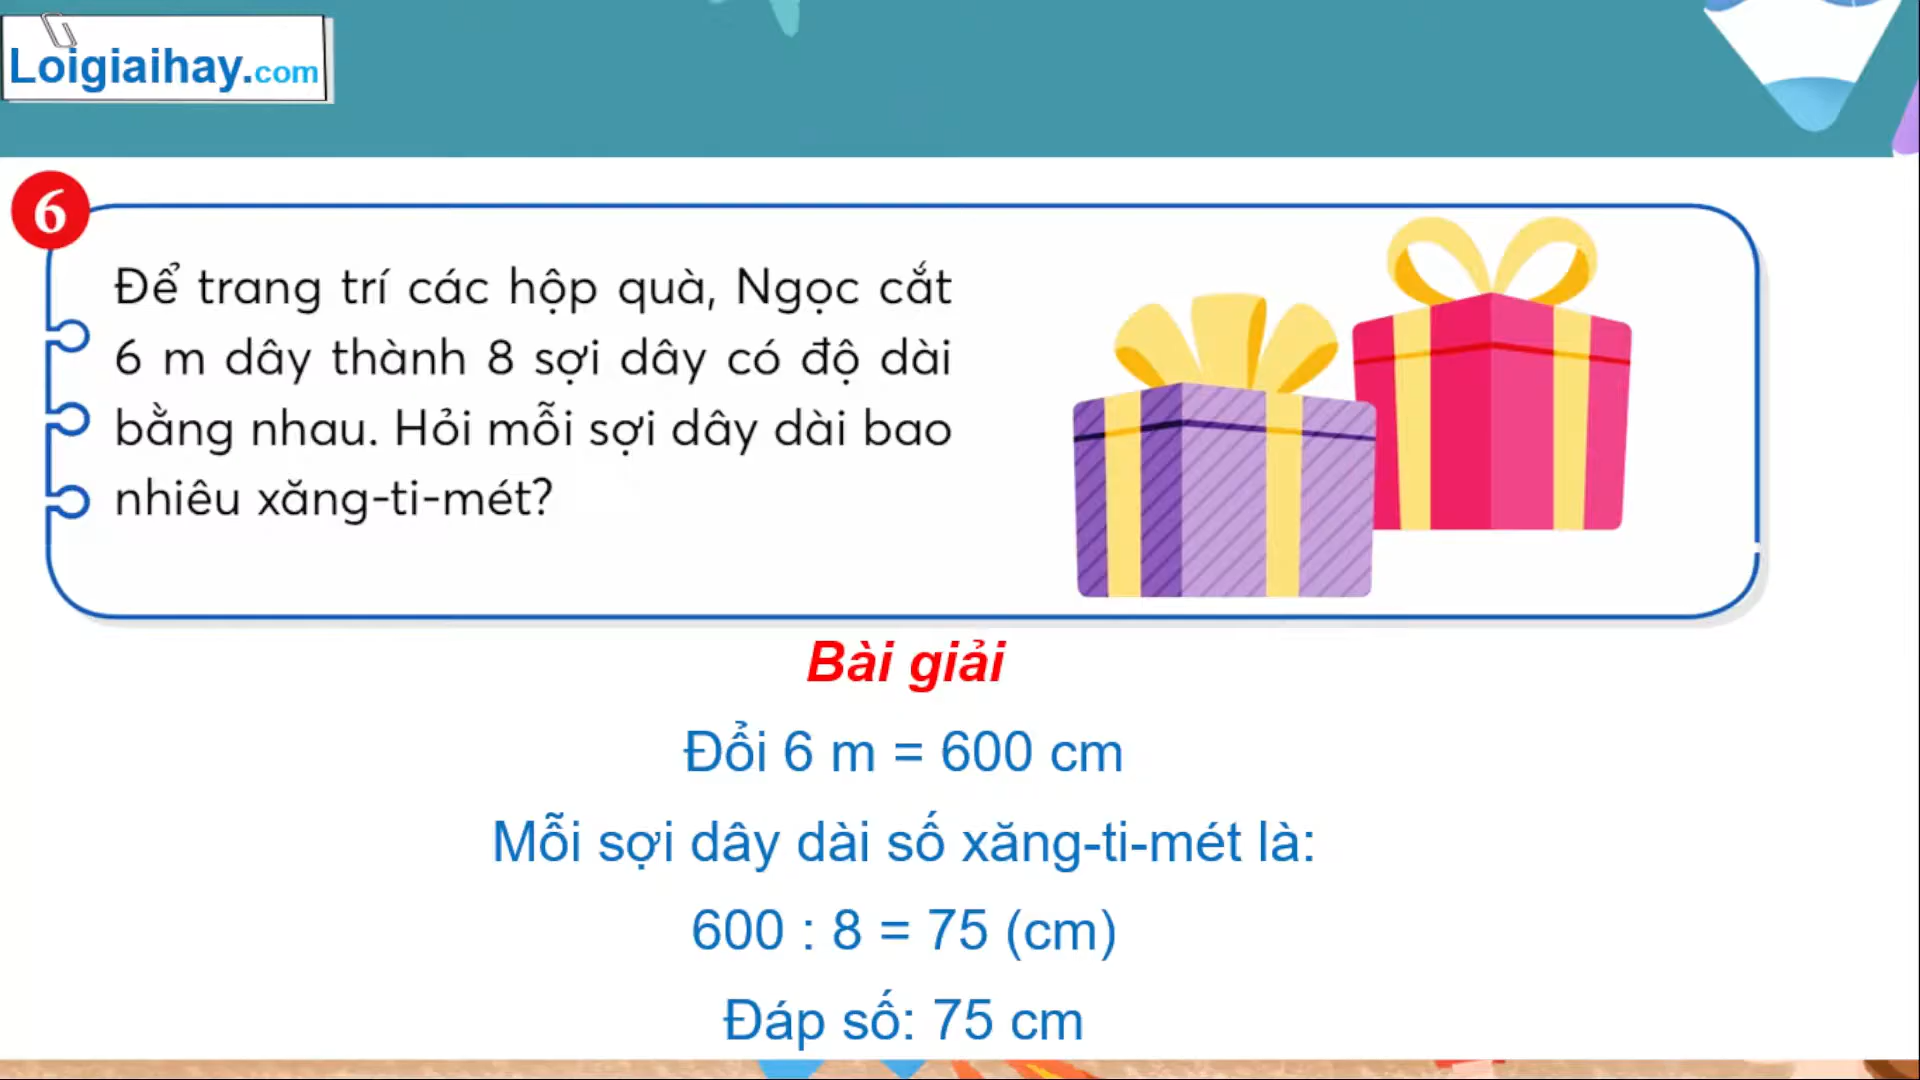 Loigiaihay.com
6
Để trang trí các hộp quà, Ngọc cắt
6 m dây thành 8 sợi dây có độ dài
bằng nhau. Hỏi mỗi sợi dây dài bao
nhiêu xăng-ti-mét?
Bài giải
Đổi 6 m = 600 cm
Mỗi sợi dây dài số xăng-ti-mét là:
600 : 8 = 75 (cm)
Đáp số: 75 cm